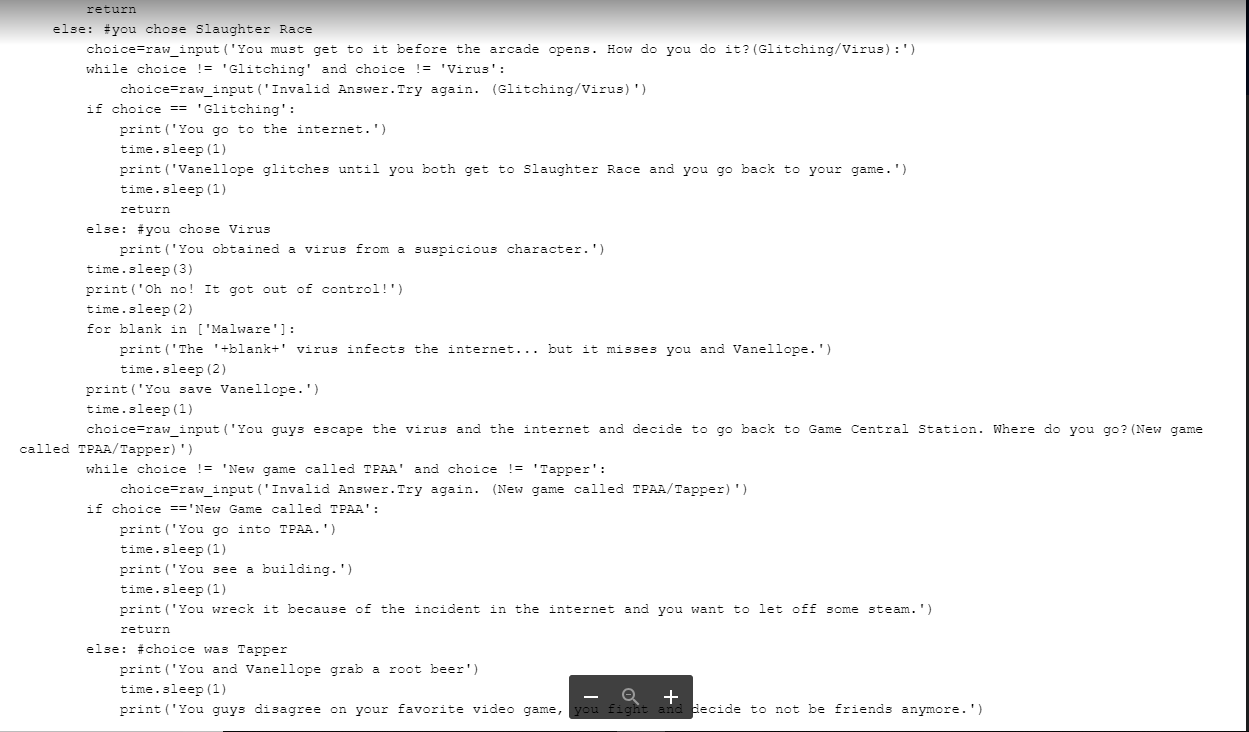 return
else: #you chose Slaughter Race
choice=raw_input('You must get to it before the arcade opens. How do you do it?(Glitching/Virus):')
while choice != 'Glitching' and choice != 'Virus':
choice=raw_input('Invalid Answer.Try again. (Glitching/Virus)')
if choice == 'Glitching':
print('You go to the internet.')
time.sleep(1)
print('Vanellope glitches until you both get to Slaughter Race and you go back to your game.')
time.sleep(1)
return
else: #you chose Virus
print('You obtained a virus from a suspicious character.')
time.sleep(3)
print('Oh no! It got out of control!')
time.sleep(2)
for blank in ['Malware']:
print('The '+blank+' virus infects the internet... but it misses you and Vanellope.')
time.sleep(2)
print('You save Vanellope.')
time.sleep(1)
choice=raw_input('You guys escape the virus and the internet and decide to go back to Game Central Station. Where do you go?(New game
called TPAA/Tapper)')
while choice != 'New game called TPAA' and choice != 'Tapper':
choice=raw_input('Invalid Answer.Try again. (New game called TPAA/Tapper)')
if choice =='New Game called TPAA':
print('You go into TPAA.')
time.sleep(1)
print('You see a building.')
time.sleep(1)
print('You wreck it because of the incident in the internet and you want to let off some steam.')
return
else: #choice was Tapper
print('You and Vanellope grab a root beer')
time.sleep(1)
print('You guys disagree on your favorite video game, you fight and decide to not be friends anymore.')